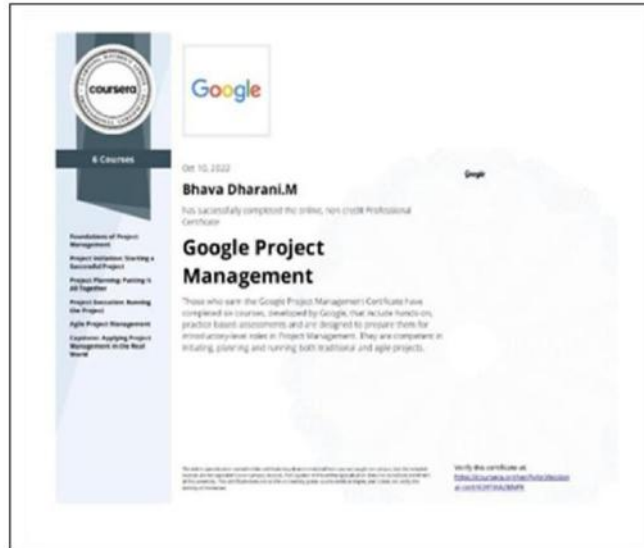 coursera
Google
6 Courses
Oct 10, 2022
Bhava Dharani.M
has successfully completed the online, non-credit Professional
Certificate
Google Project
Management
Those who earn the Google Project Management Certificate have
completed six courses, developed by Google, that include hands-on,
practice-based assessments and are designed to prepare them for
introductory-level roles in Project Management. They are competent in
initiating, planning and running both traditional and agile projects.
Foundations of Project
Management
Project Initiation: Starting a
Successful Project
Project Planning: Putting It
All Together
Project Execution: Running
the Project
Agile Project Management
Capstone: Applying Project
Management in the Real
World
Google
Verify this certificate at: